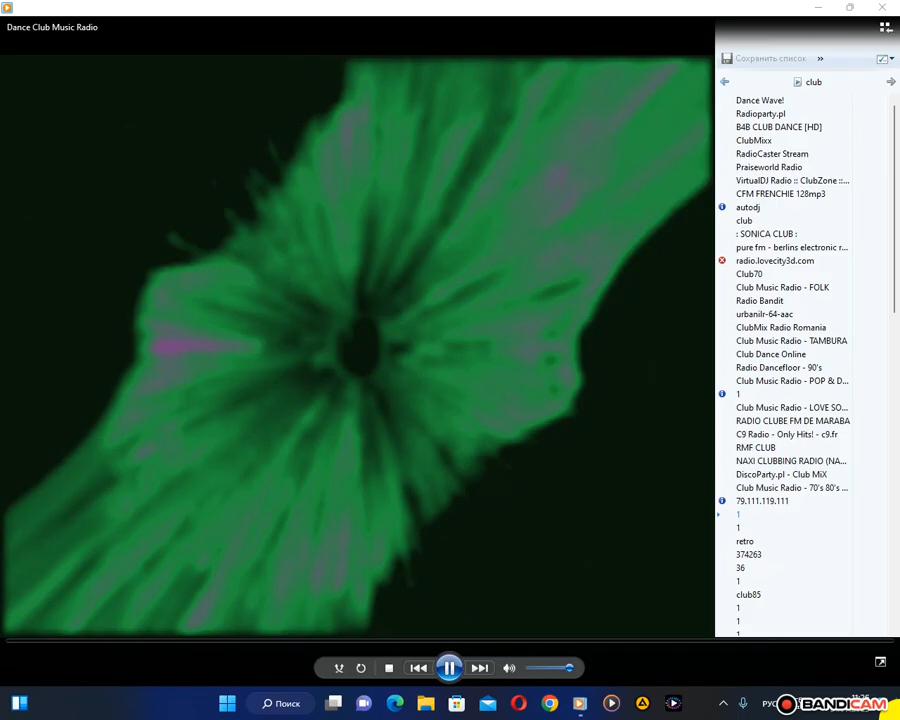 Dance Club Music Radio
Сохранить список »
club
Dance Wave!
Radioparty.pl
B4B CLUB DANCE [HD]
ClubMixx
RadioCaster Stream
Praiseworld Radio
VirtualDJ Radio :: ClubZone ::...
CFM FRENCHIE 128mp3
autodj
club
: SONICA CLUB :
pure fm - berlins electronic r...
radio.lovecity3d.com
Club70
Club Music Radio - FOLK
Radio Bandit
urbanilr-64-aac
ClubMix Radio Romania
Club Music Radio - TAMBURA
Club Dance Online
Radio Dancefloor - 90's
Club Music Radio - POP & D...
1
Club Music Radio - LOVE SO...
RADIO CLUBE FM DE MARABA
C9 Radio - Only Hits! - c9.fr
RMF CLUB
NAXI CLUBBING RADIO (NA...
DiscoParty.pl - Club MiX
Club Music Radio - 70's 80's ...
79.111.119.111
1
1
retro
374263
36
1
club85
1
1
1
Поиск
РУС
BANDICAM